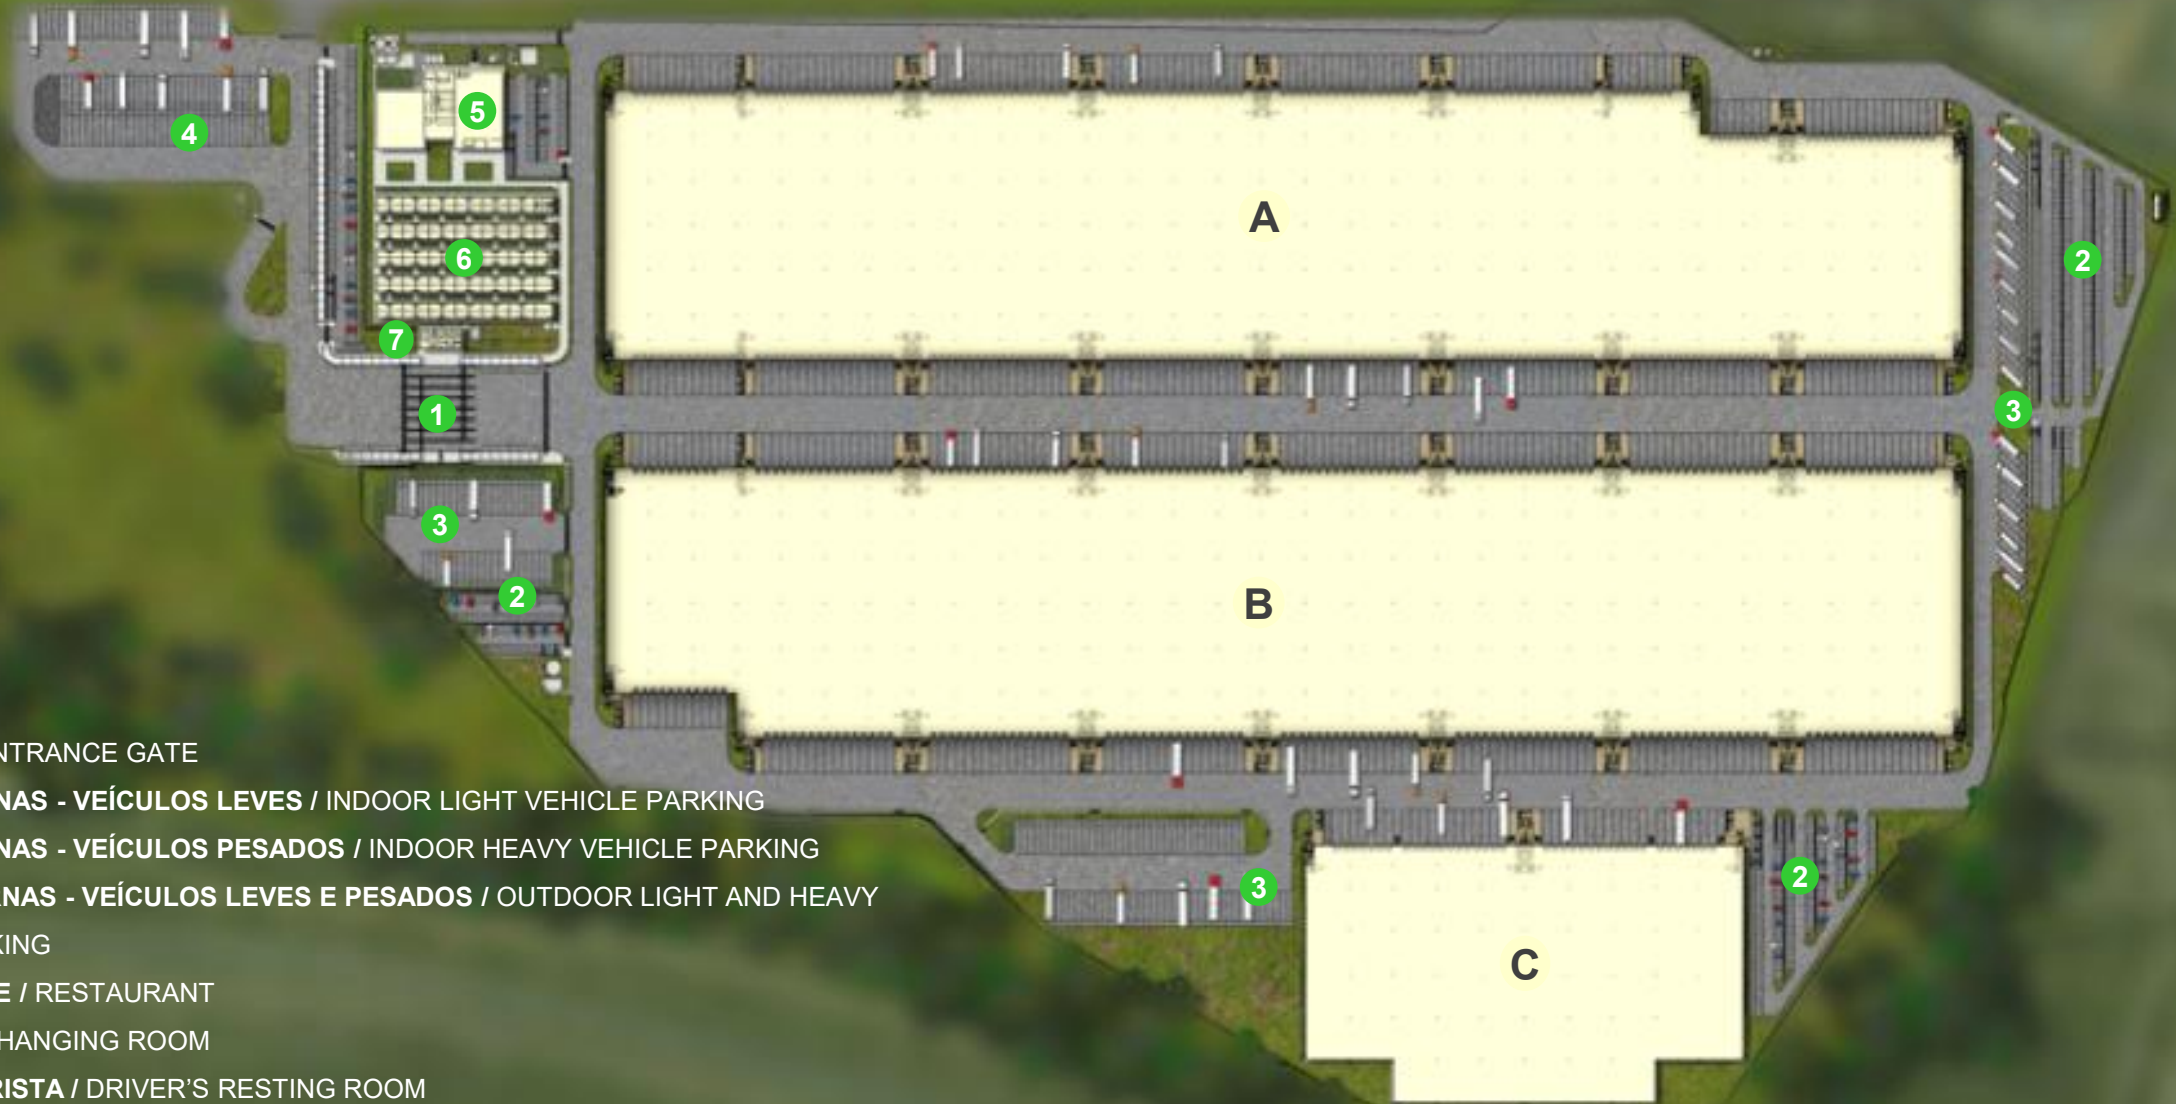 5
4
A
6
2
7
1
3
3
2
B
3
2
C
NTRANCE GATE
NAS - VEÍCULOS LEVES / INDOOR LIGHT VEHICLE PARKING
NAS - VEÍCULOS PESADOS / INDOOR HEAVY VEHICLE PARKING
RNAS - VEÍCULOS LEVES E PESADOS / OUTDOOR LIGHT AND HEAVY
KING
E / RESTAURANT
HANGING ROOM
RISTA / DRIVER'S RESTING ROOM